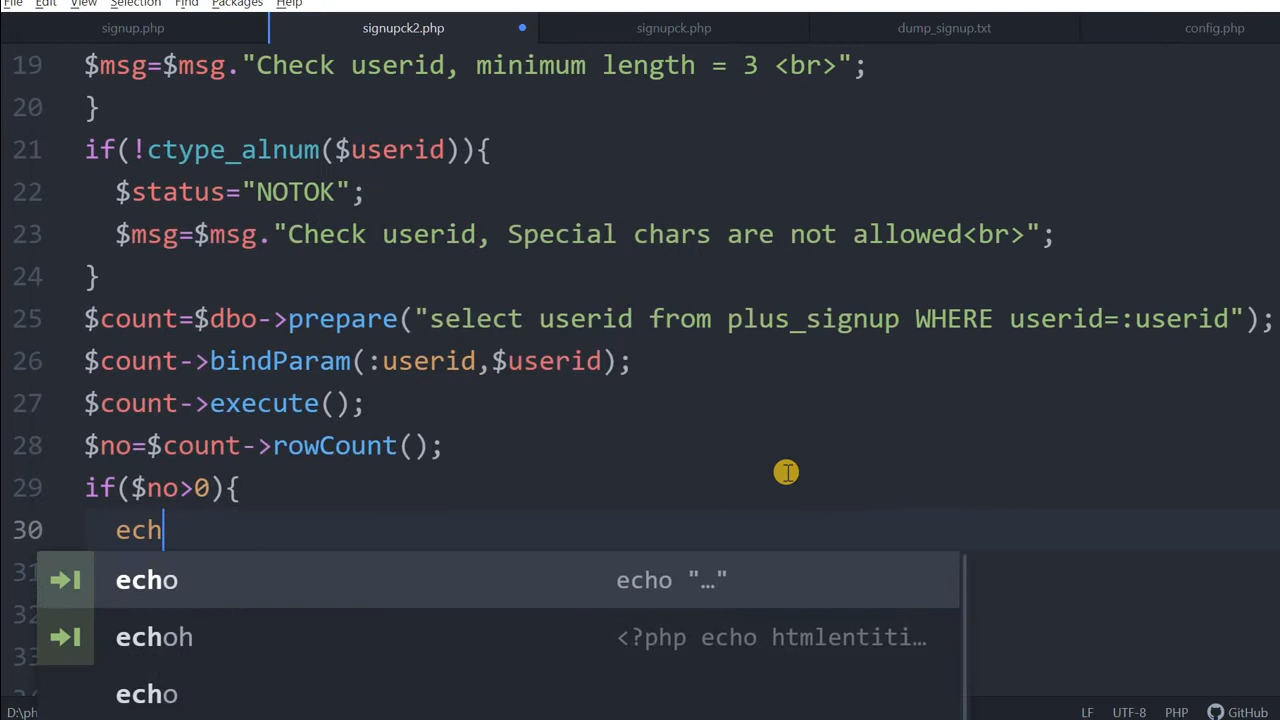 File Edit View Selection Find Packages Help
signup.php signupck2.php signupck.php dump_signup.txt config.php
19 $msg=$msg."Check userid, minimum length = 3 <br>";
20 }
21 if(!ctype_alnum($userid)){
22 $status="NOTOK";
23 $msg=$msg."Check userid, Special chars are not allowed<br>";
24 }
25 $count=$dbo->prepare("select userid from plus_signup WHERE userid=:userid");
26 $count->bindParam(:userid,$userid);
27 $count->execute();
28 $no=$count->rowCount();
29 if($no>0){
30 ech
31 echo echo "…"
32
33 echoh <?php echo htmlentiti…
echo
D:\ph LF UTF-8 PHP GitHub